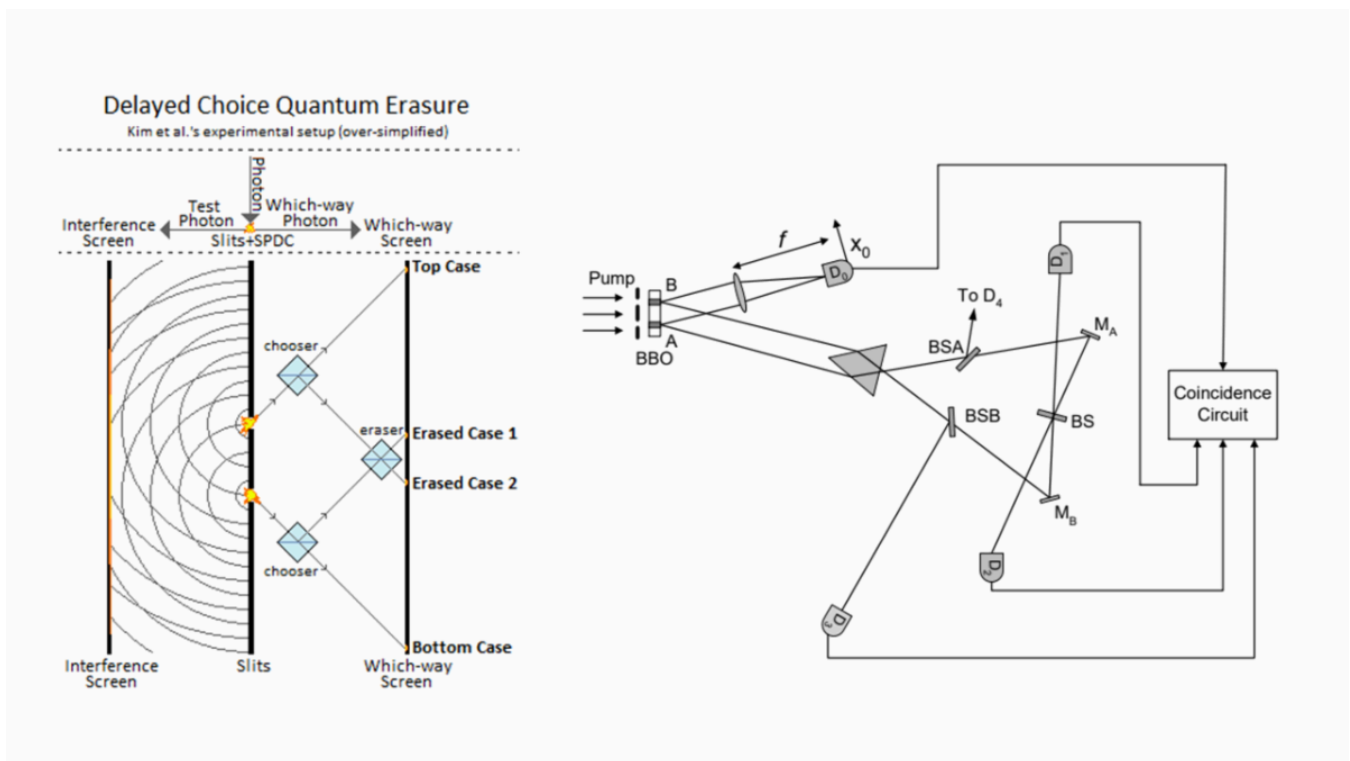 Delayed Choice Quantum Erasure
Kim et al.'s experimental setup (over-simplified)
Photon
Test
Photon
Which-way
Photon
Interference
Screen
Slits+SPDC
Which-way
Screen
Top Case
chooser
eraser
Erased Case 1
Erased Case 2
chooser
Bottom Case
Interference
Screen
Slits
Which-way
Screen
f
X₀
D₀
Pump
B
A
BBO
To D₄
BSA
M_A
D₁
BSB
BS
M_B
D₂
D₃
Coincidence
Circuit